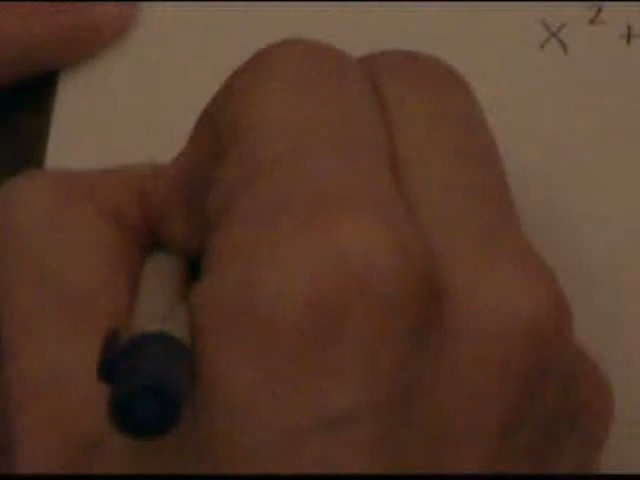 x² +